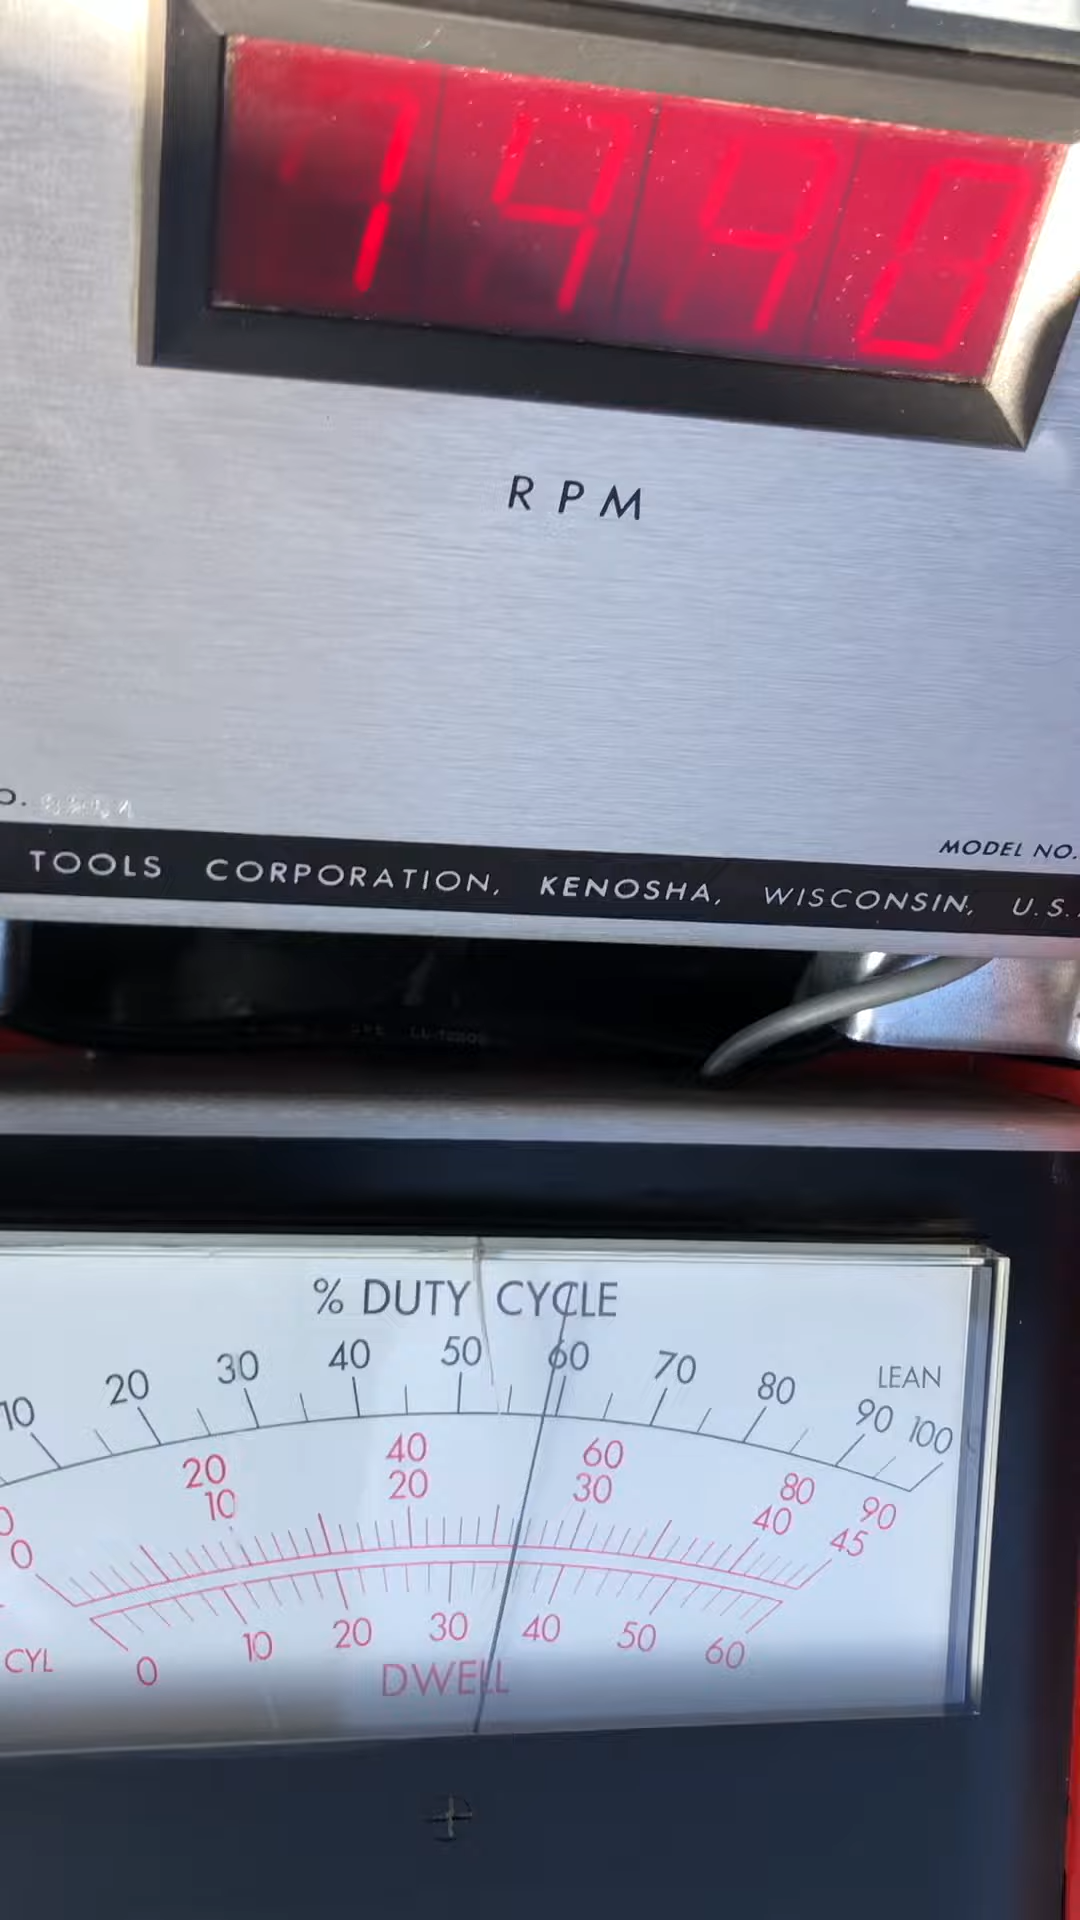 RPM
MODEL NO.
TOOLS CORPORATION, KENOSHA, WISCONSIN, U.S.
% DUTY CYCLE
10 20 30 40 50 60 70 80 90 100
LEAN
20 40 60 80 90
0 10 20 30 40 45
0 10 20 30 40 50 60
CYL
DWELL